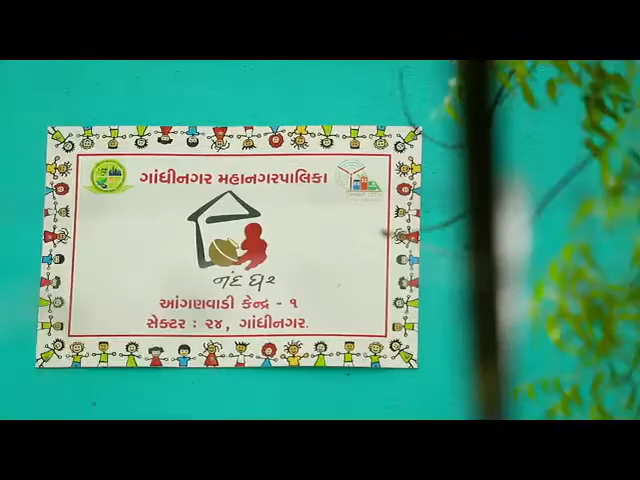 ગાંધીનગર મહાનગરપાલિકા
નંદ ઘર
આંગણવાડી કેન્દ્ર - ૧
સેક્ટર : ૨૪, ગાંધીનગર.